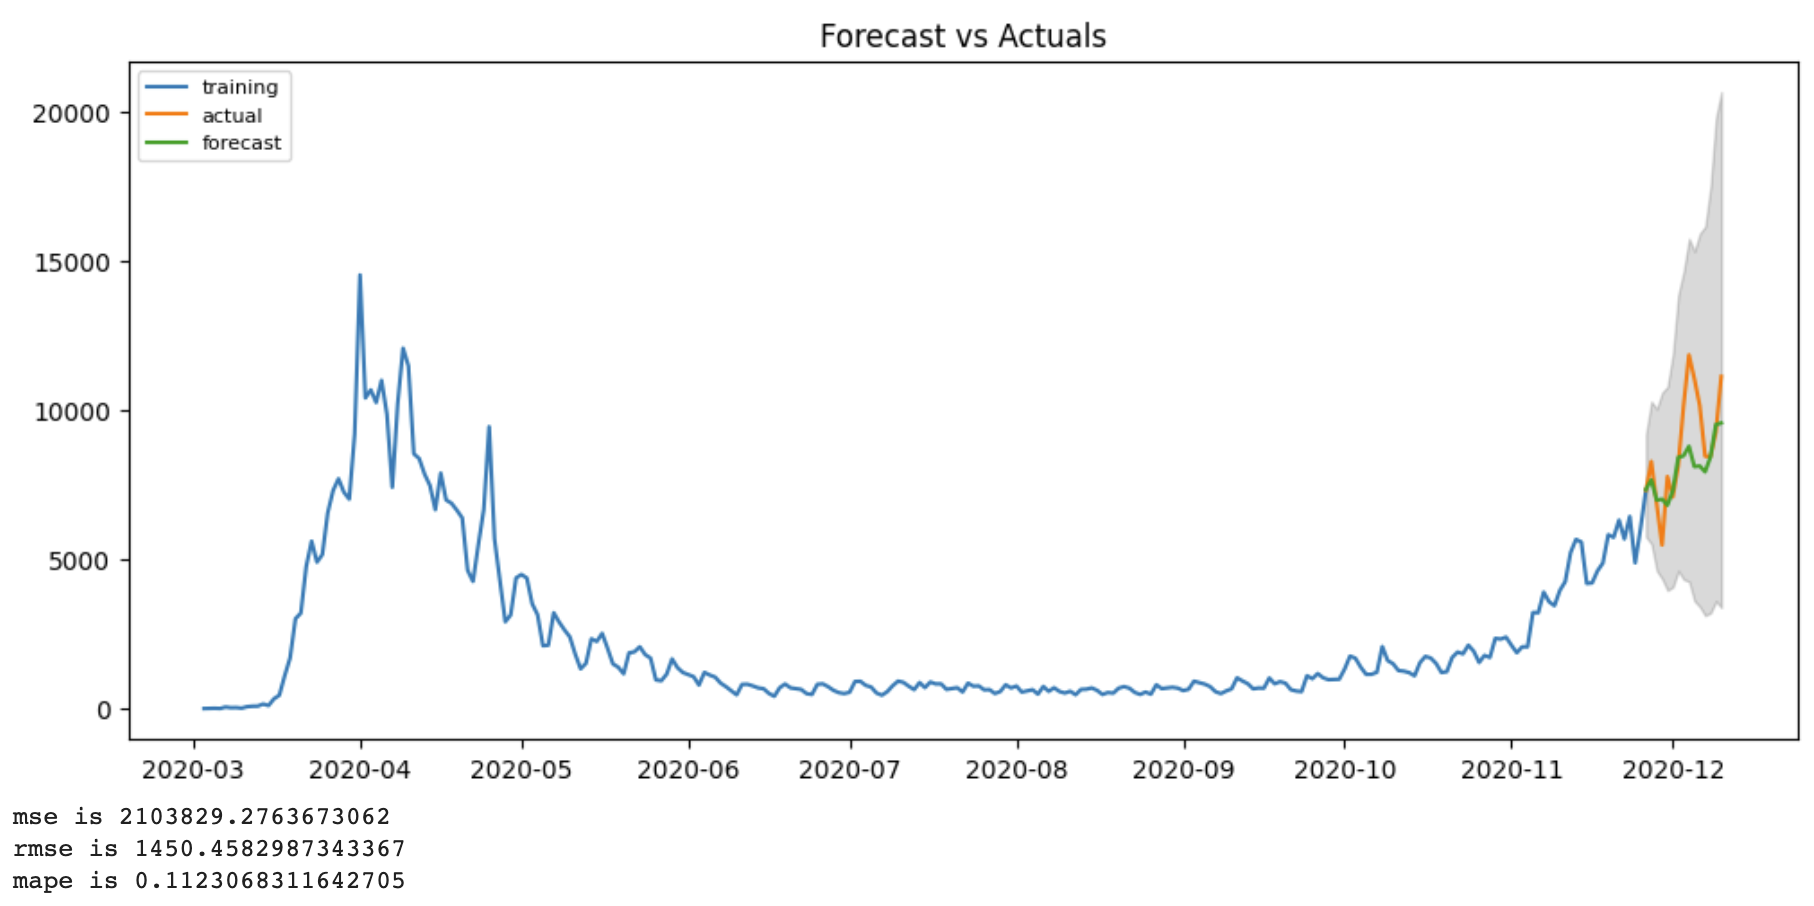 Forecast vs Actuals
training
actual
forecast
20000
15000
10000
5000
0
2020-03 2020-04 2020-05 2020-06 2020-07 2020-08 2020-09 2020-10 2020-11 2020-12
mse is 2103829.2763673062
rmse is 1450.4582987343367
mape is 0.1123068311642705